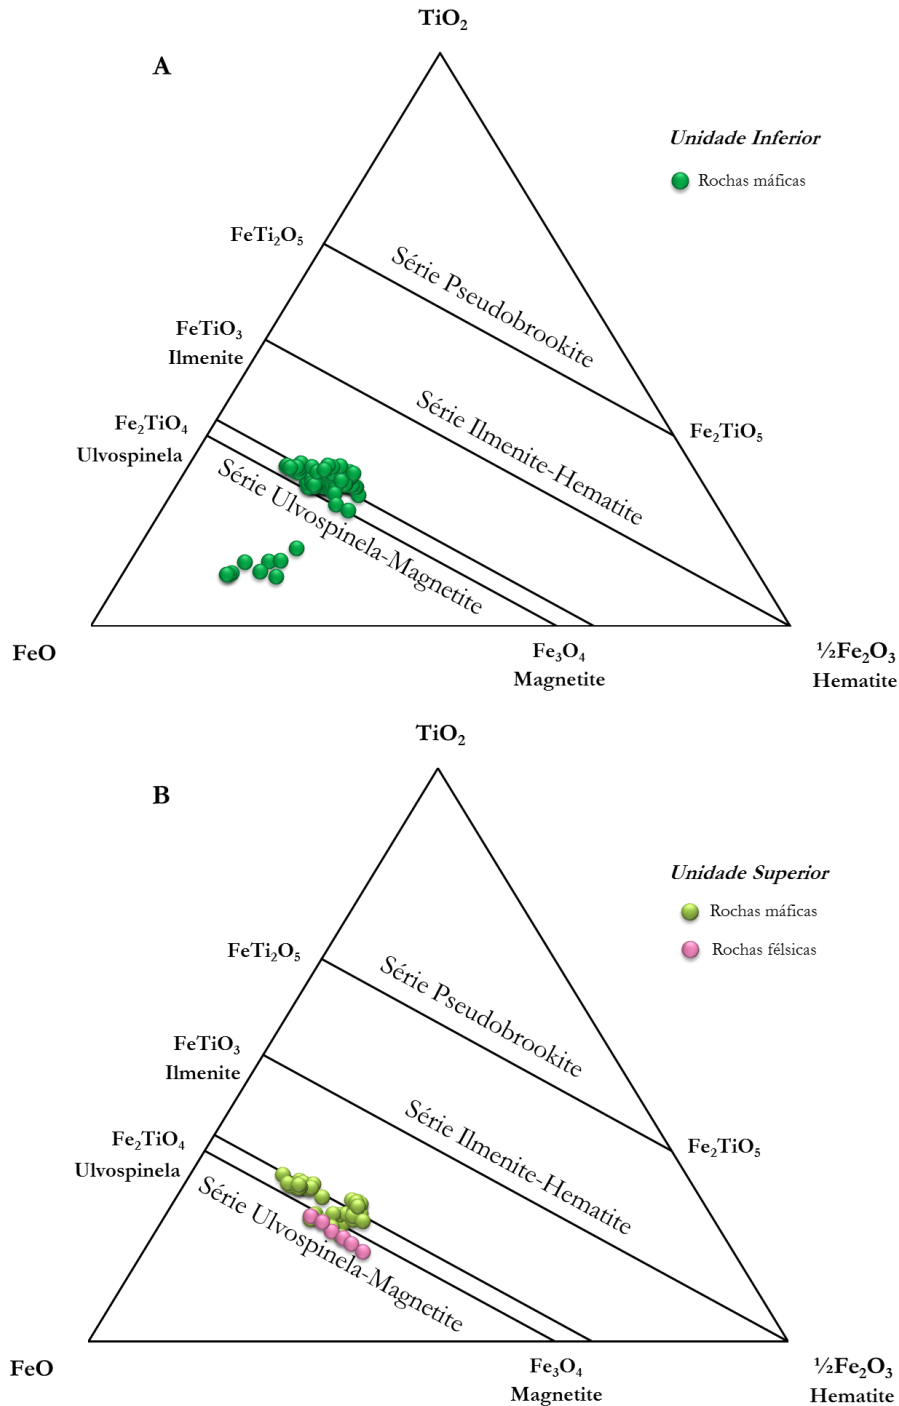 TiO₂
A
Unidade Inferior
Rochas máficas
FeTi₂O₅
Série Pseudobrookite
FeTiO₃
Ilmenite
Série Ilmenite-Hematite
Fe₂TiO₄
Ulvospinela
Fe₂TiO₅
Série Ulvospinela-Magnetite
FeO
Fe₃O₄
Magnetite
½Fe₂O₃
Hematite
TiO₂
B
Unidade Superior
Rochas máficas
Rochas félsicas
FeTi₂O₅
Série Pseudobrookite
FeTiO₃
Ilmenite
Série Ilmenite-Hematite
Fe₂TiO₄
Ulvospinela
Fe₂TiO₅
Série Ulvospinela-Magnetite
FeO
Fe₃O₄
Magnetite
½Fe₂O₃
Hematite